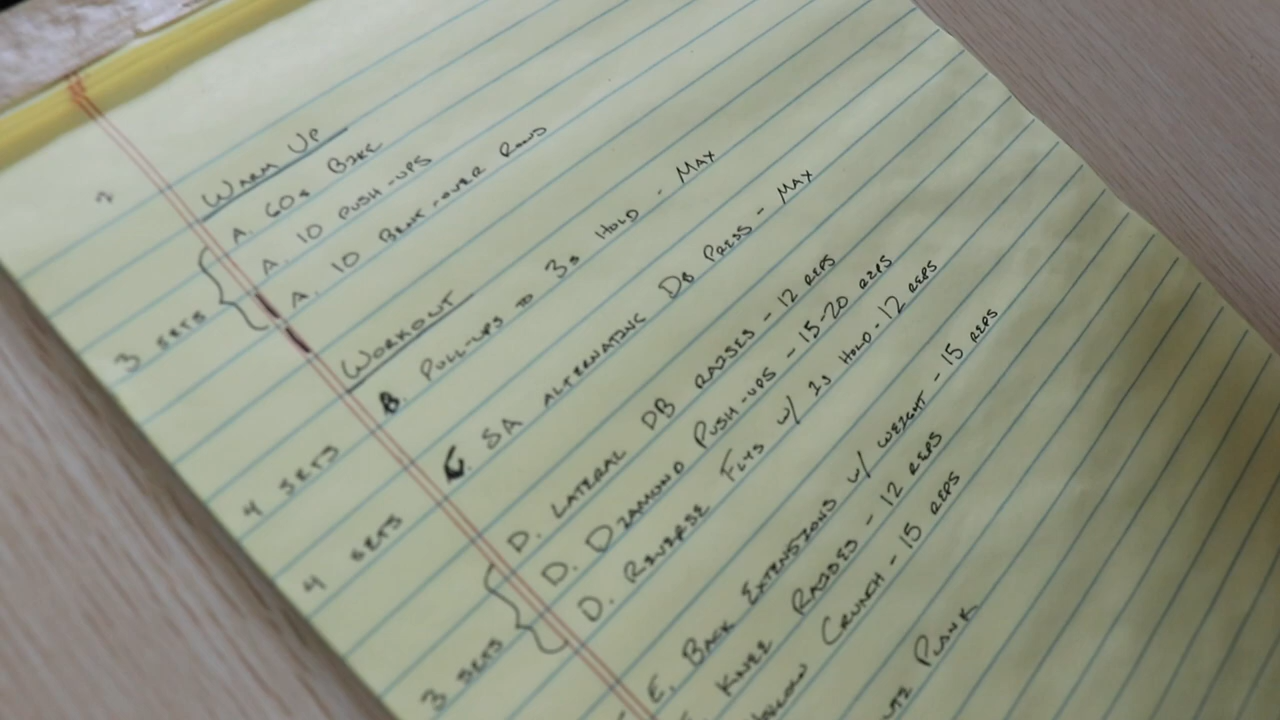 WARM UP
A. 60s BIKE
A. 10 PUSH-UPS
3 SETS A. 10 BENT-OVER ROWS
WORKOUT
4 SETS B. PULL-UPS TO 3s HOLD - MAX
4 SETS C. SA ALTERNATING DB PRESS - MAX
D. LATERAL DB RAISES - 12 REPS
D. DIAMOND PUSH-UPS - 15-20 REPS
3 SETS D. REVERSE FLYS W/ 2s HOLD - 12 REPS
E. BACK EXTENSIONS W/ WEIGHT - 15 REPS
KNEE RAISES - 12 REPS
HOLLOW CRUNCH - 15 REPS
PLANK